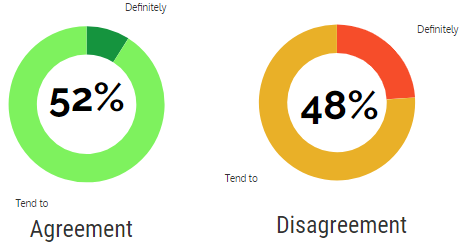 Definitely
52%
Tend to
Agreement
Definitely
48%
Tend to
Disagreement